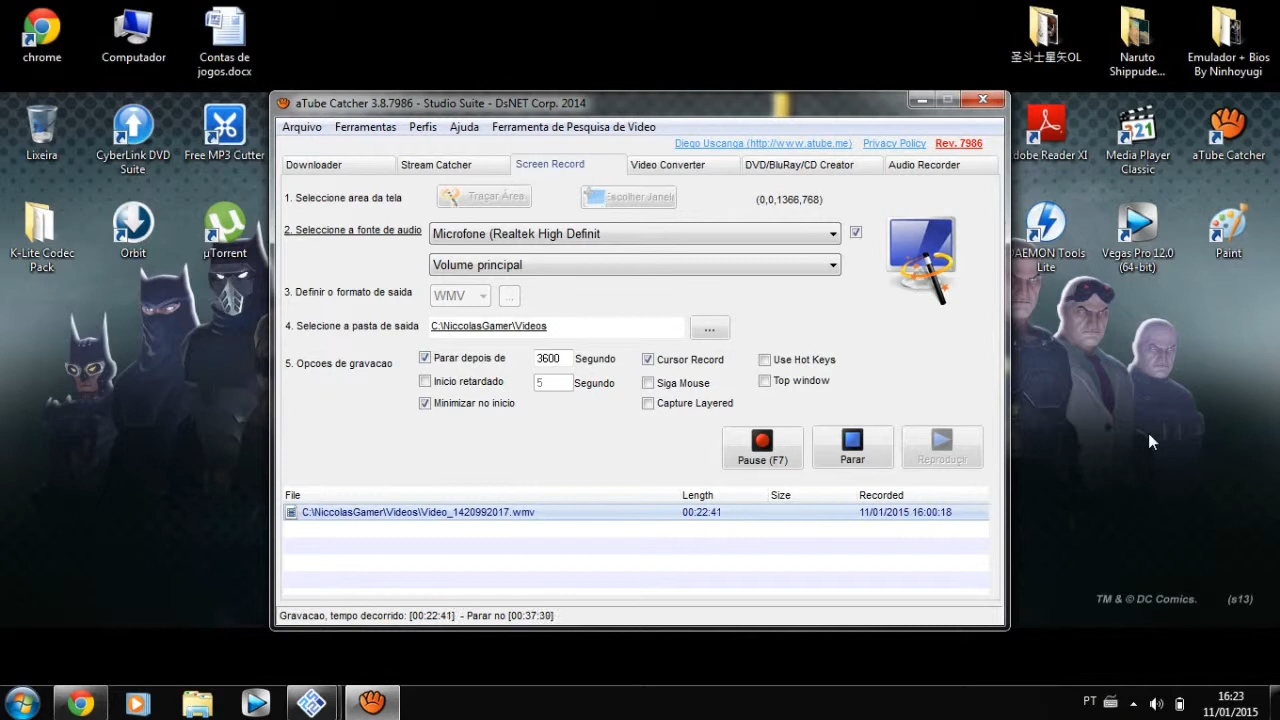 chrome
Computador
Contas de
jogos.docx
圣斗士星矢OL
Naruto
Shippude...
Emulador + Bios
By Ninhoyugi
Lixeira
CyberLink DVD
Suite
Free MP3 Cutter
dobe Reader XI
Media Player
Classic
aTube Catcher
K-Lite Codec
Pack
Orbit
µTorrent
DAEMON Tools
Lite
Vegas Pro 12.0
(64-bit)
Paint
aTube Catcher 3.8.7986 - Studio Suite - DsNET Corp. 2014
Arquivo Ferramentas Perfis Ajuda Ferramenta de Pesquisa de Video
Diego Uscanga (http://www.atube.me) Privacy Policy Rev. 7986
Downloader Stream Catcher Screen Record Video Converter DVD/BluRay/CD Creator Audio Recorder
1. Seleccione area da tela Traçar Área Escolher Janela (0,0,1366,768)
2. Seleccione a fonte de audio Microfone (Realtek High Definit
Volume principal
3. Definir o formato de saida WMV ...
4. Selecione a pasta de saida C:\NiccolasGamer\Videos ...
5. Opcoes de gravacao Parar depois de 3600 Segundo Cursor Record Use Hot Keys
Inicio retardado 5 Segundo Siga Mouse Top window
Minimizar no inicio Capture Layered
Pause (F7) Parar Reproduçir
File Length Size Recorded
C:\NiccolasGamer\Videos\Video_1420992017.wmv 00:22:41 11/01/2015 16:00:18
Gravacao, tempo decorrido: [00:22:41] - Parar no [00:37:30]
TM & © DC Comics. (s13)
PT 16:23
11/01/2015